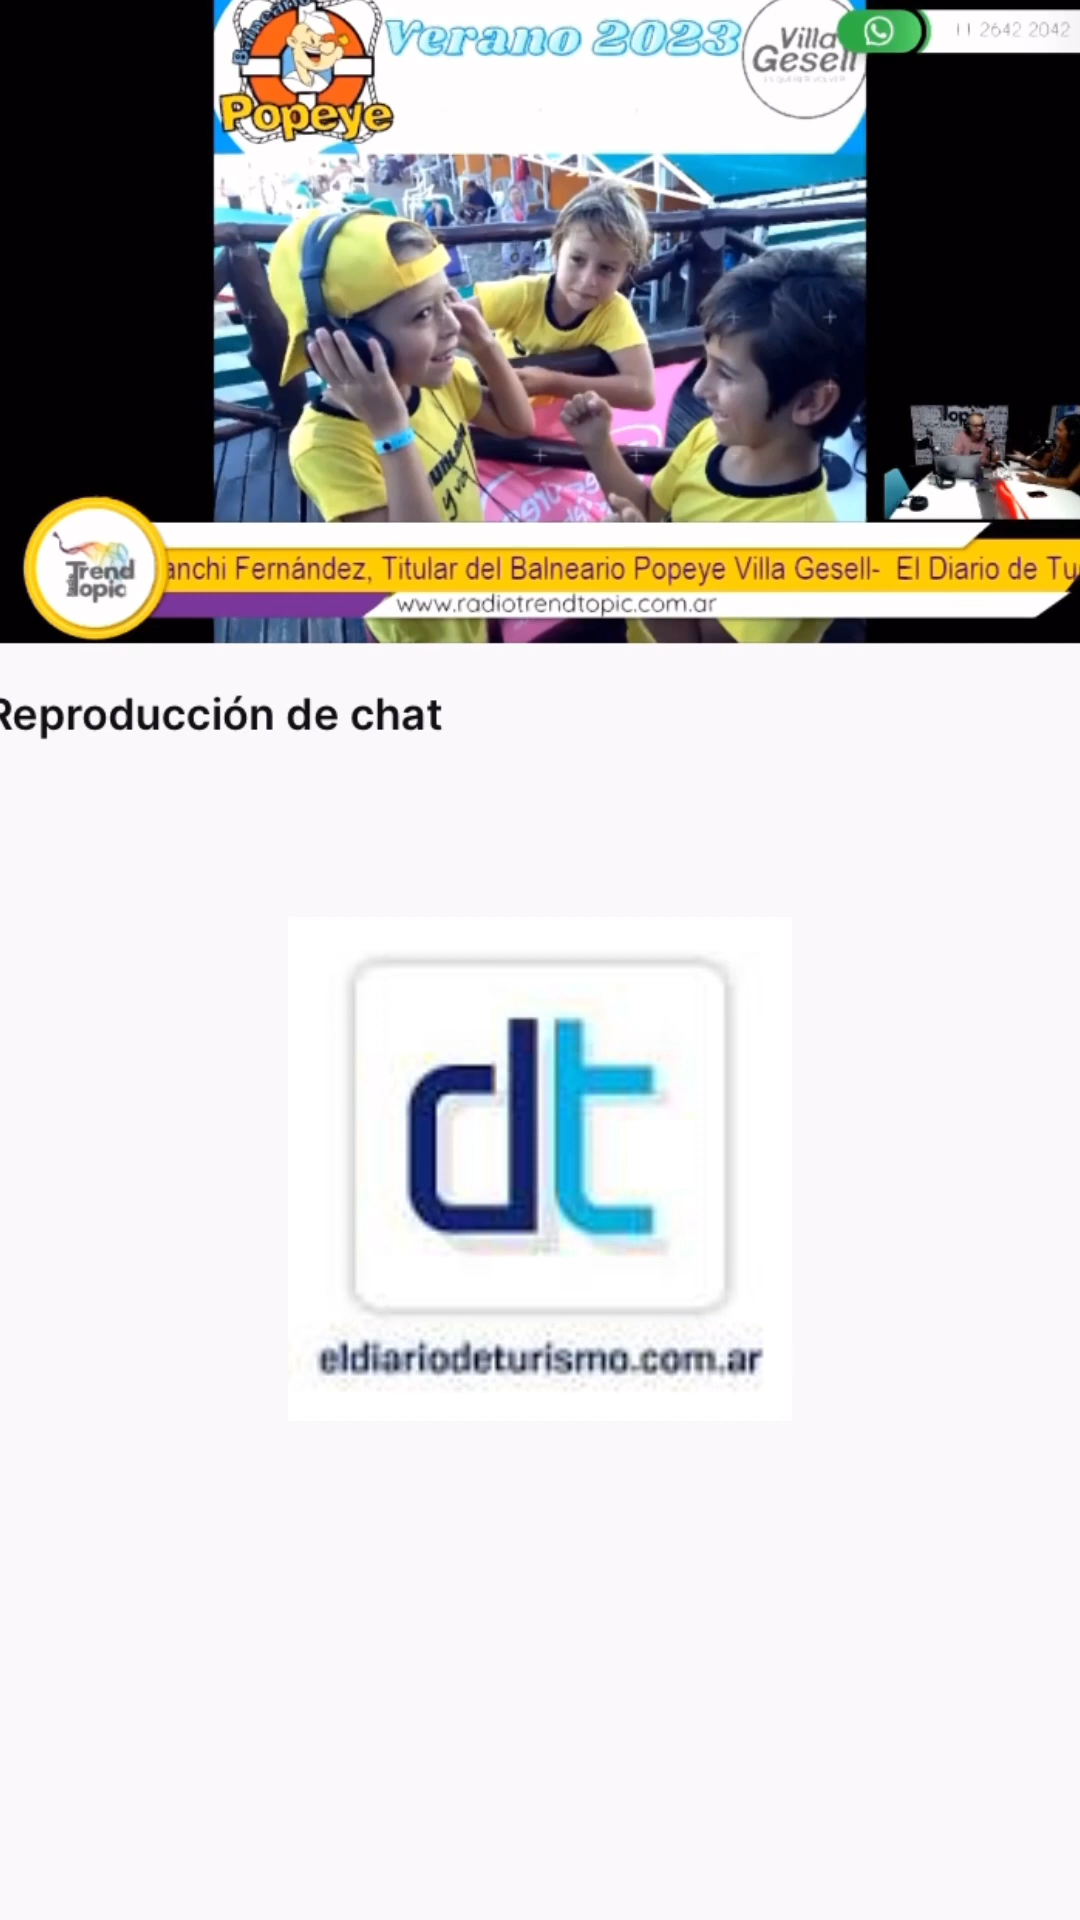 Balneario
Popeye
Verano 2023
Villa
Gesell
11 2642 2042
Topic
Trend
Topic
anchi Fernández, Titular del Balneario Popeye Villa Gesell- El Diario de Tu
www.radiotrendtopic.com.ar
Reproducción de chat
dt
eldiariodeturismo.com.ar